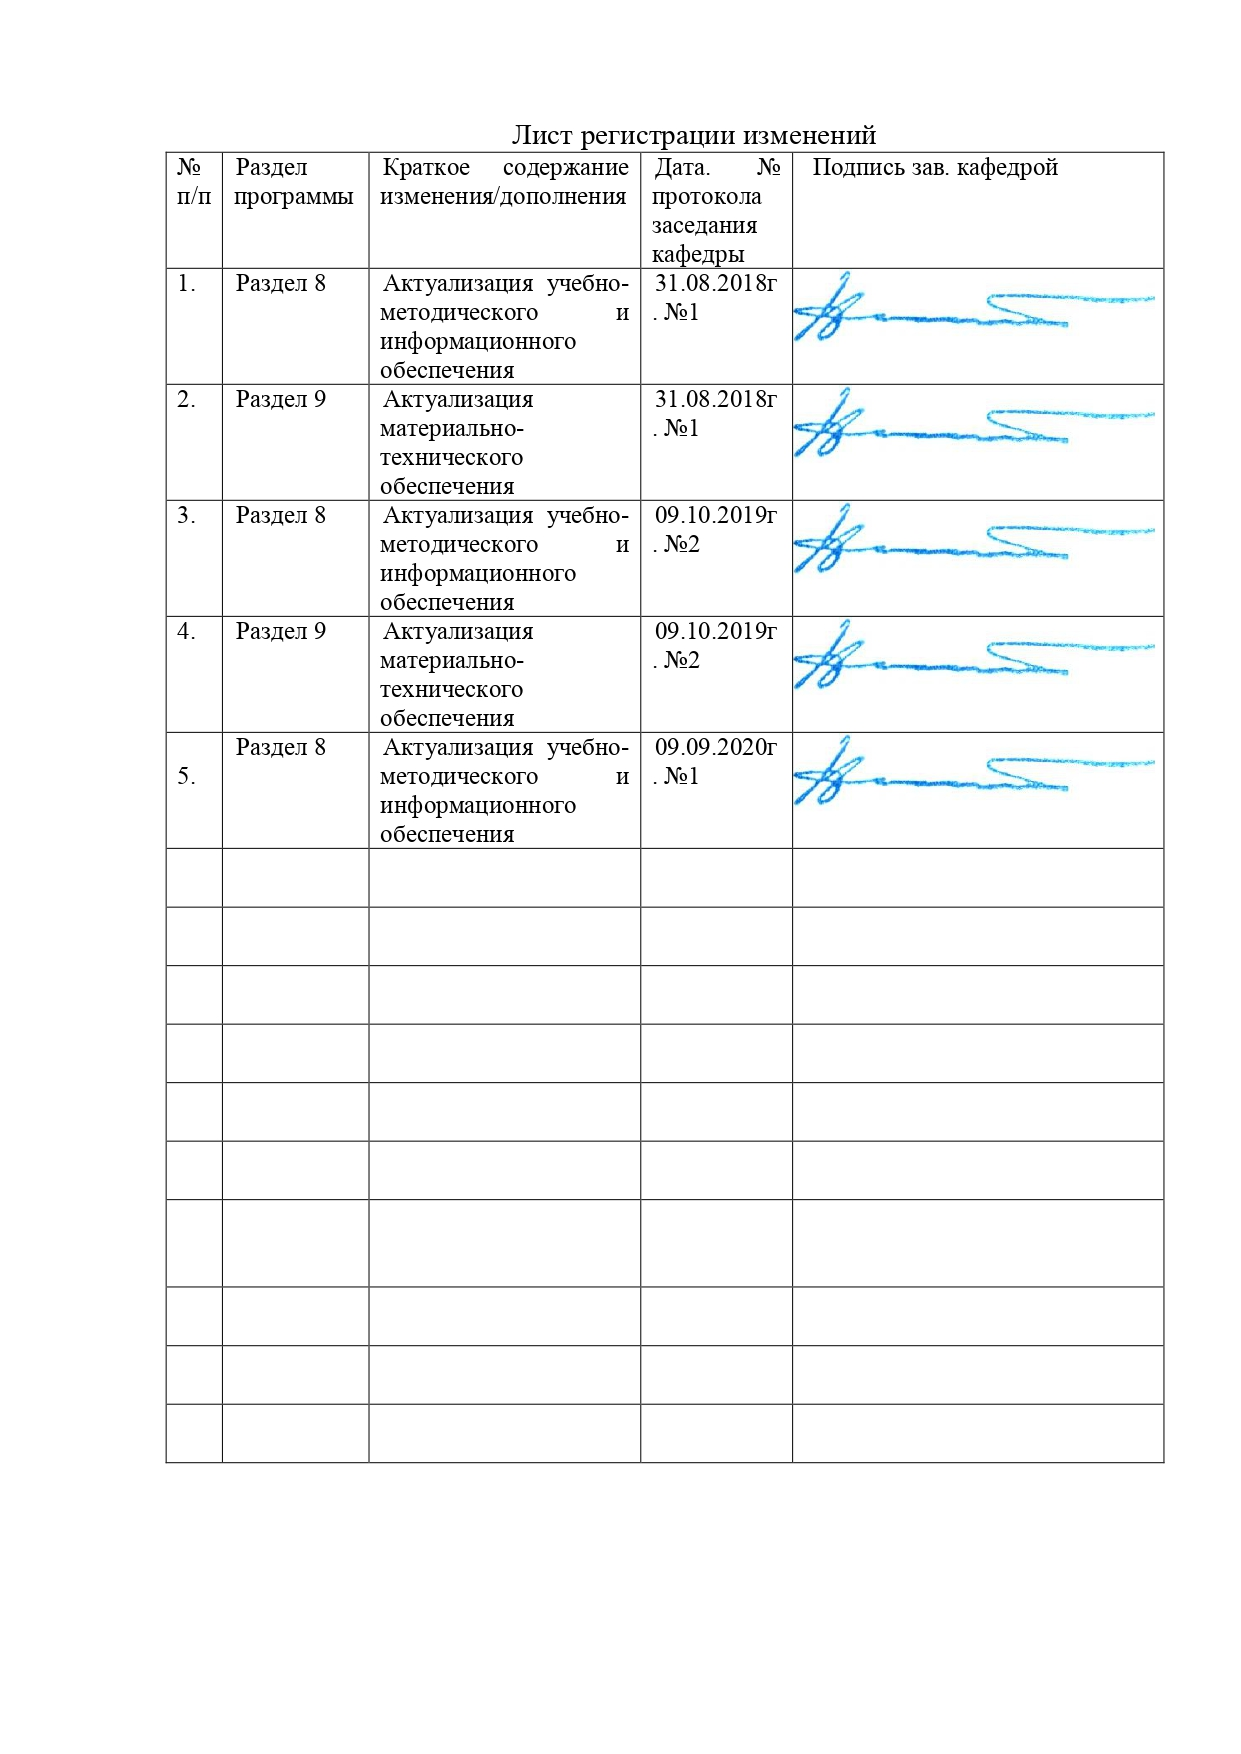 Лист регистрации изменений
№ п/п
Раздел программы
Краткое содержание изменения/дополнения
Дата. № протокола заседания кафедры
Подпись зав. кафедрой
1.
Раздел 8
Актуализация учебно-
методического и
информационного
обеспечения
31.08.2018г
. №1
2.
Раздел 9
Актуализация
материально-
технического
обеспечения
31.08.2018г
. №1
3.
Раздел 8
Актуализация учебно-
методического и
информационного
обеспечения
09.10.2019г
. №2
4.
Раздел 9
Актуализация
материально-
технического
обеспечения
09.10.2019г
. №2
5.
Раздел 8
Актуализация учебно-
методического и
информационного
обеспечения
09.09.2020г
. №1